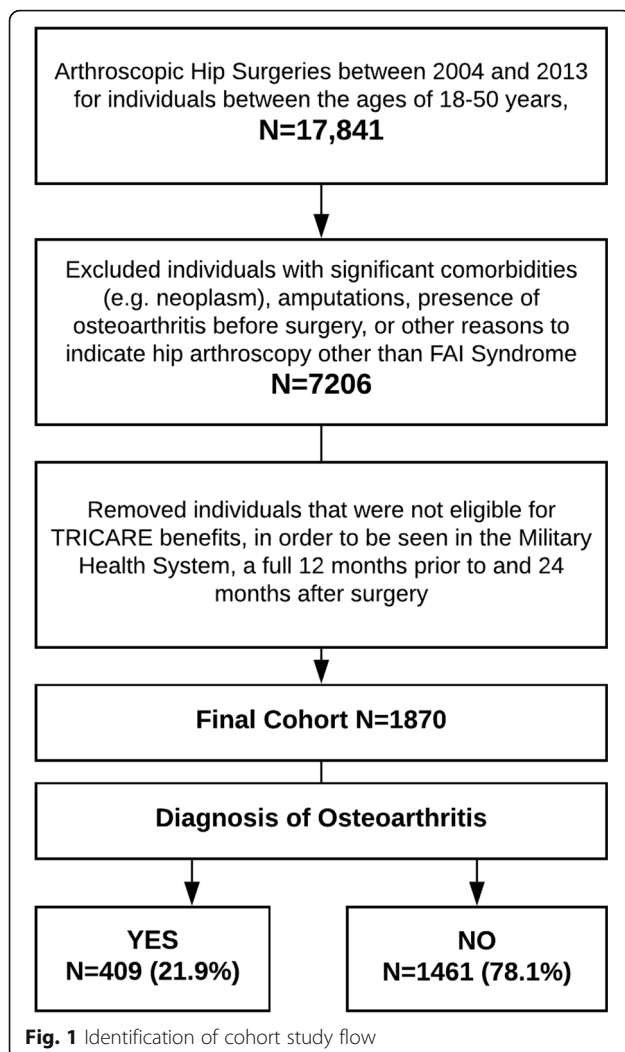 Arthroscopic Hip Surgeries between 2004 and 2013
for individuals between the ages of 18-50 years,
N=17,841
Excluded individuals with significant comorbidities
(e.g. neoplasm), amputations, presence of
osteoarthritis before surgery, or other reasons to
indicate hip arthroscopy other than FAI Syndrome
N=7206
Removed individuals that were not eligible for
TRICARE benefits, in order to be seen in the Military
Health System, a full 12 months prior to and 24
months after surgery
Final Cohort N=1870
Diagnosis of Osteoarthritis
YES
N=409 (21.9%)
NO
N=1461 (78.1%)
Fig. 1 Identification of cohort study flow